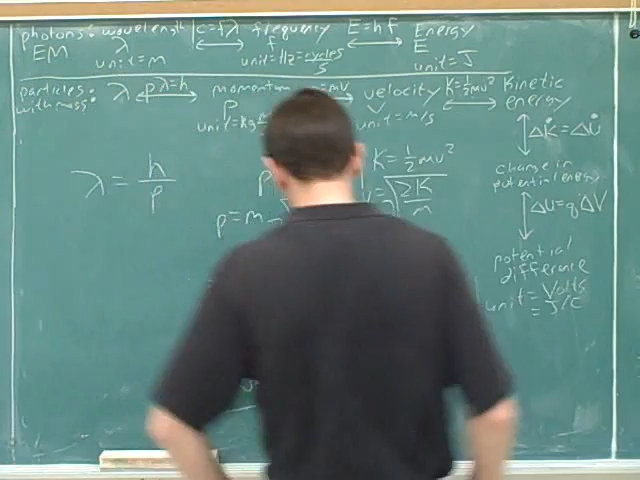 photons: wavelength c=fλ frequency E=hf Energy
EM λ f E
unit=m unit=Hz=cycles/s unit=J
particles with mass: λ pλ=h momentum =mv velocity K=½mv² Kinetic energy
p v
unit=kg unit=m/s
ΔK=ΔU
λ = h/p
K=½mv²
change in potential energy
√2K/m
p=m
ΔU=qΔV
potential difference
unit=Volts
=J/C